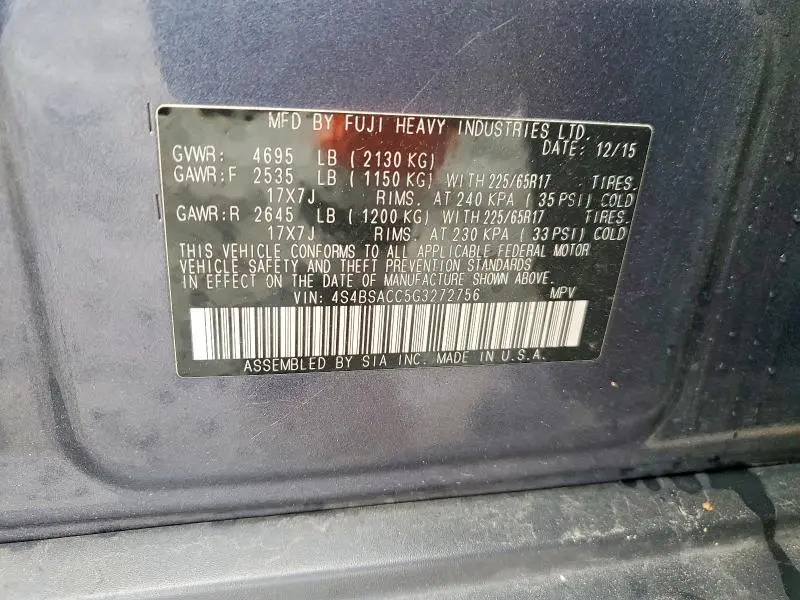 MFD BY FUJI HEAVY INDUSTRIES LTD.
DATE: 12/15
GVWR: 4695 LB ( 2130 KG)
GAWR:F 2535 LB ( 1150 KG) WITH 225/65R17 TIRES.
17X7J RIMS. AT 240 KPA ( 35 PSI) COLD
GAWR:R 2645 LB ( 1200 KG) WITH 225/65R17 TIRES.
17X7J RIMS. AT 230 KPA ( 33 PSI) COLD
THIS VEHICLE CONFORMS TO ALL APPLICABLE FEDERAL MOTOR
VEHICLE SAFETY AND THEFT PREVENTION STANDARDS
IN EFFECT ON THE DATE OF MANUFACTURE SHOWN ABOVE.
VIN: 4S4BSACC5G3272756 MPV
ASSEMBLED BY SIA INC. MADE IN U.S.A.